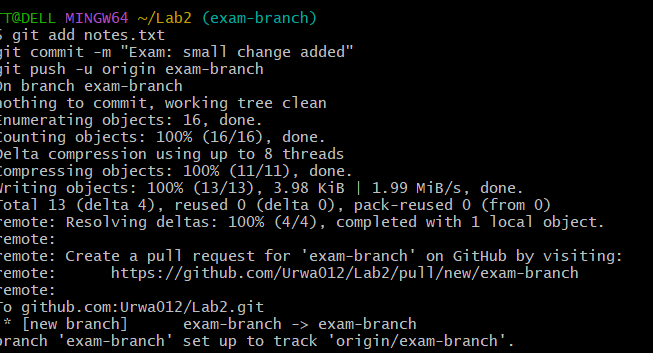 TT@DELL MINGW64 ~/Lab2 (exam-branch)
$ git add notes.txt
git commit -m "Exam: small change added"
git push -u origin exam-branch
On branch exam-branch
nothing to commit, working tree clean
Enumerating objects: 16, done.
Counting objects: 100% (16/16), done.
Delta compression using up to 8 threads
Compressing objects: 100% (11/11), done.
Writing objects: 100% (13/13), 3.98 KiB | 1.99 MiB/s, done.
Total 13 (delta 4), reused 0 (delta 0), pack-reused 0 (from 0)
remote: Resolving deltas: 100% (4/4), completed with 1 local object.
remote:
remote: Create a pull request for 'exam-branch' on GitHub by visiting:
remote:      https://github.com/Urwa012/Lab2/pull/new/exam-branch
remote:
To github.com:Urwa012/Lab2.git
 * [new branch]      exam-branch -> exam-branch
branch 'exam-branch' set up to track 'origin/exam-branch'.